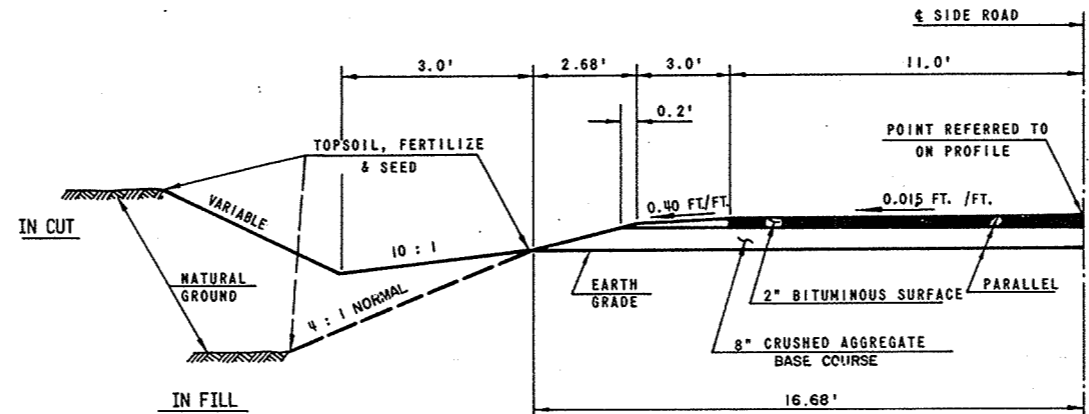 ℄ SIDE ROAD
3.0'
2.68'
3.0'
11.0'
0.2'
TOPSOIL, FERTILIZE
& SEED
POINT REFERRED TO
ON PROFILE
0.40 FT./FT.
0.015 FT. /FT.
IN CUT
VARIABLE
10 : 1
NATURAL
GROUND
4 : 1 NORMAL
EARTH
GRADE
2" BITUMINOUS SURFACE
PARALLEL
8" CRUSHED AGGREGATE
BASE COURSE
IN FILL
16.68'